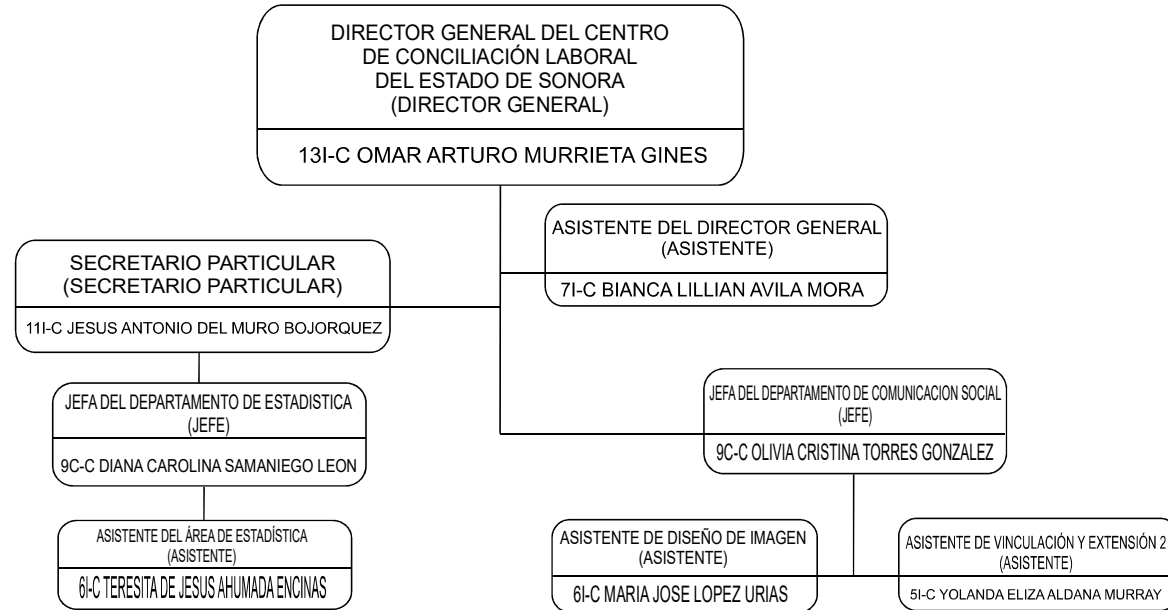 DIRECTOR GENERAL DEL CENTRO
DE CONCILIACIÓN LABORAL
DEL ESTADO DE SONORA
(DIRECTOR GENERAL)
13I-C OMAR ARTURO MURRIETA GINES
ASISTENTE DEL DIRECTOR GENERAL
(ASISTENTE)
7I-C BIANCA LILLIAN AVILA MORA
SECRETARIO PARTICULAR
(SECRETARIO PARTICULAR)
11I-C JESUS ANTONIO DEL MURO BOJORQUEZ
JEFA DEL DEPARTAMENTO DE ESTADISTICA
(JEFE)
9C-C DIANA CAROLINA SAMANIEGO LEON
JEFA DEL DEPARTAMENTO DE COMUNICACION SOCIAL
(JEFE)
9C-C OLIVIA CRISTINA TORRES GONZALEZ
ASISTENTE DEL ÁREA DE ESTADÍSTICA
(ASISTENTE)
6I-C TERESITA DE JESUS AHUMADA ENCINAS
ASISTENTE DE DISEÑO DE IMAGEN
(ASISTENTE)
6I-C MARIA JOSE LOPEZ URIAS
ASISTENTE DE VINCULACIÓN Y EXTENSIÓN 2
(ASISTENTE)
5I-C YOLANDA ELIZA ALDANA MURRAY